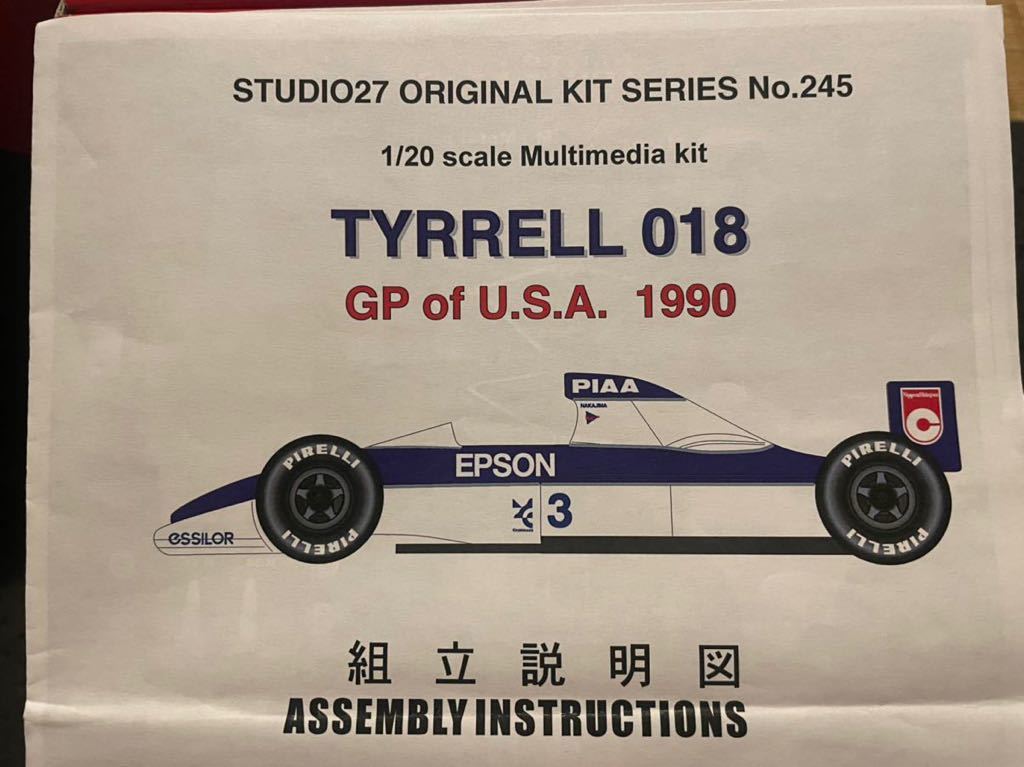 STUDIO27 ORIGINAL KIT SERIES No.245
1/20 scale Multimedia kit
TYRRELL 018
GP of U.S.A. 1990
PIAA
NAKAJIMA
PIRELLI
EPSON
PIRELLI
3
essilor
PIRELLI
PIRELLI
組立説明図
ASSEMBLY INSTRUCTIONS